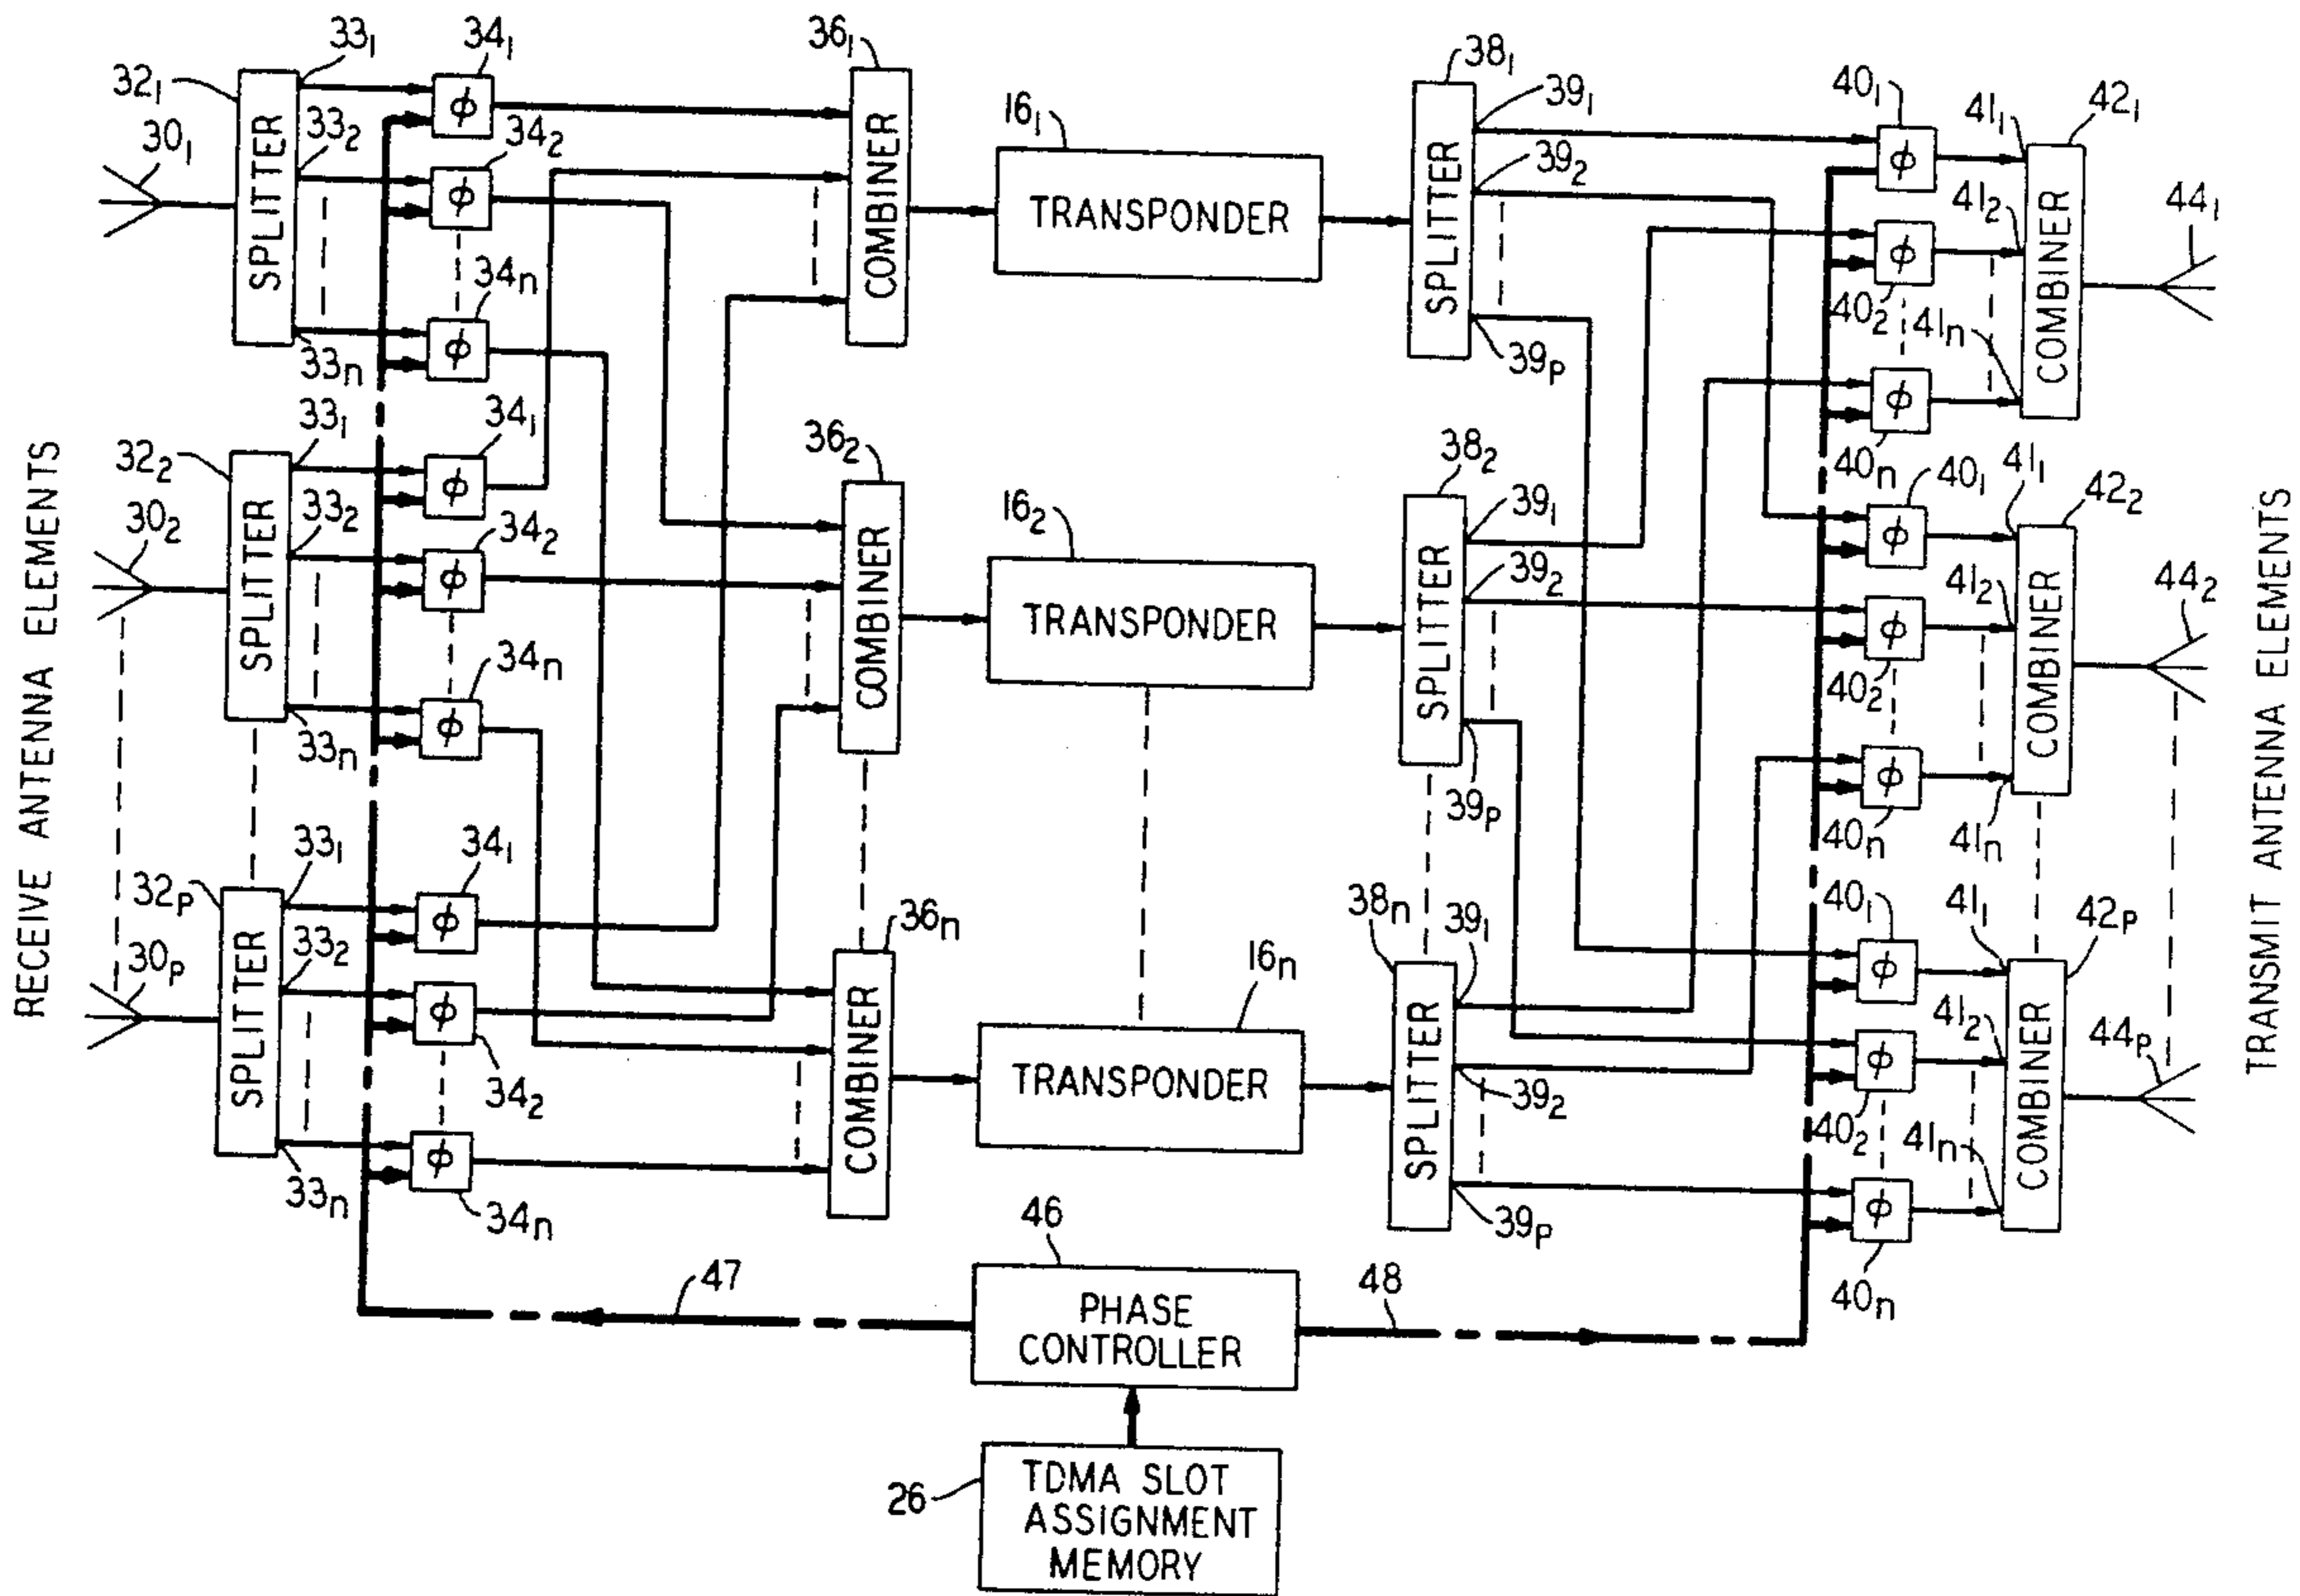 RECEIVE ANTENNA ELEMENTS
30₁
32₁
SPLITTER
33₁
33₂
33n
34₁
ϕ
34₂
ϕ
34n
ϕ
30₂
32₂
SPLITTER
33₁
33₂
33n
34₁
ϕ
34₂
ϕ
34n
ϕ
30p
32p
SPLITTER
33₁
33₂
33n
34₁
ϕ
34₂
ϕ
34n
ϕ
36₁
COMBINER
36₂
COMBINER
36n
COMBINER
16₁
TRANSPONDER
16₂
TRANSPONDER
16n
TRANSPONDER
38₁
SPLITTER
39₁
39₂
39p
38₂
SPLITTER
39₁
39₂
39p
38n
SPLITTER
39₁
39₂
39p
40₁
ϕ
40₂
ϕ
40n
ϕ
41₁
41₂
41n
42₁
COMBINER
44₁
40₁
ϕ
40₂
ϕ
40n
ϕ
41₁
41₂
41n
42₂
COMBINER
44₂
40₁
ϕ
40₂
ϕ
40n
ϕ
41₁
41₂
41n
42p
COMBINER
44p
TRANSMIT ANTENNA ELEMENTS
47
46
PHASE
CONTROLLER
48
26
TDMA SLOT
ASSIGNMENT
MEMORY